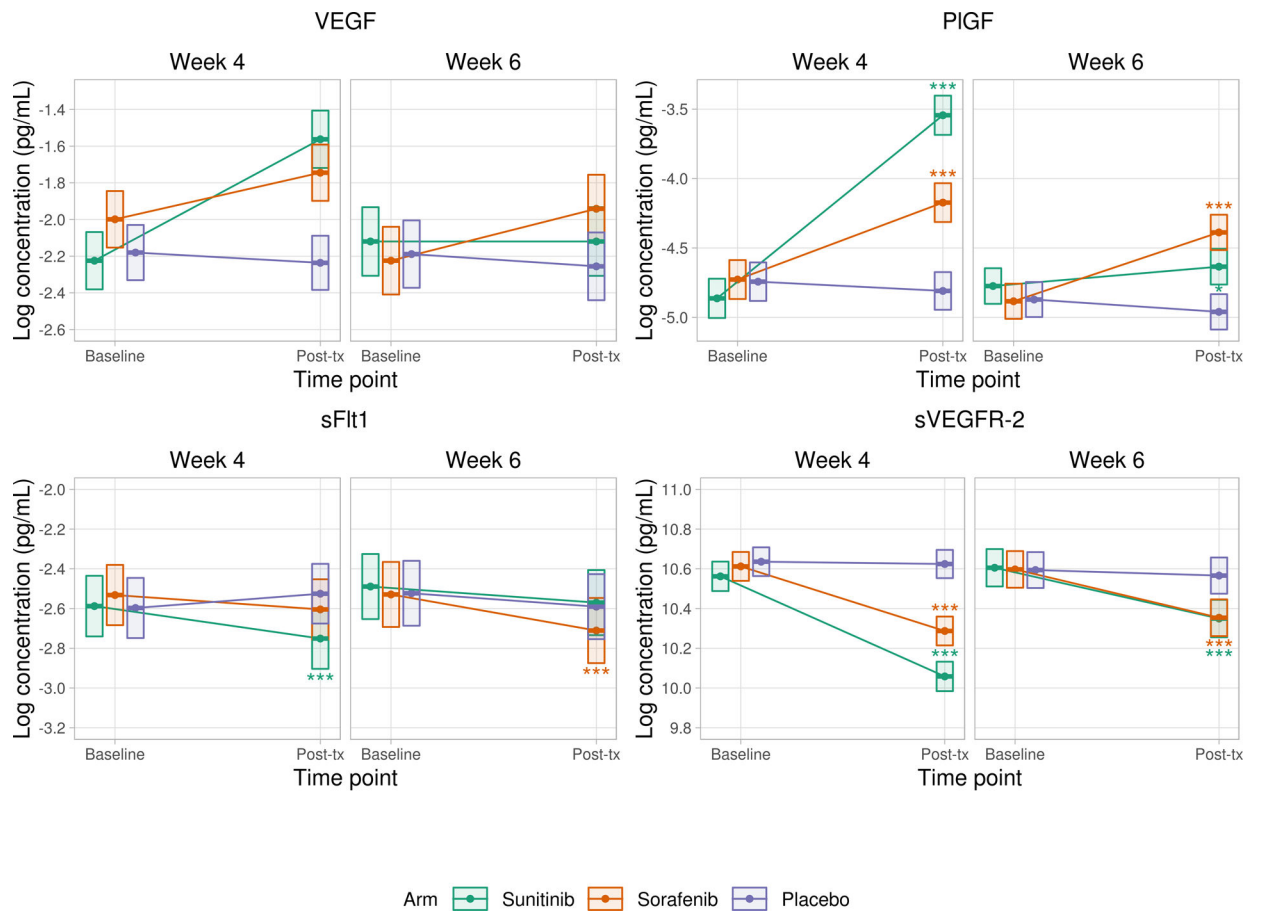 VEGF
Week 4 Week 6
Log concentration (pg/mL)
-1.4
-1.6
-1.8
-2.0
-2.2
-2.4
-2.6
Baseline Post-tx Baseline Post-tx
Time point
PlGF
Week 4 Week 6
Log concentration (pg/mL)
-3.5
-4.0
-4.5
-5.0
***
***
***
*
Baseline Post-tx Baseline Post-tx
Time point
sFlt1
Week 4 Week 6
Log concentration (pg/mL)
-2.0
-2.2
-2.4
-2.6
-2.8
-3.0
-3.2
*** ***
Baseline Post-tx Baseline Post-tx
Time point
sVEGFR-2
Week 4 Week 6
Log concentration (pg/mL)
11.0
10.8
10.6
10.4
10.2
10.0
9.8
***
***
***
***
Baseline Post-tx Baseline Post-tx
Time point
Arm Sunitinib Sorafenib Placebo